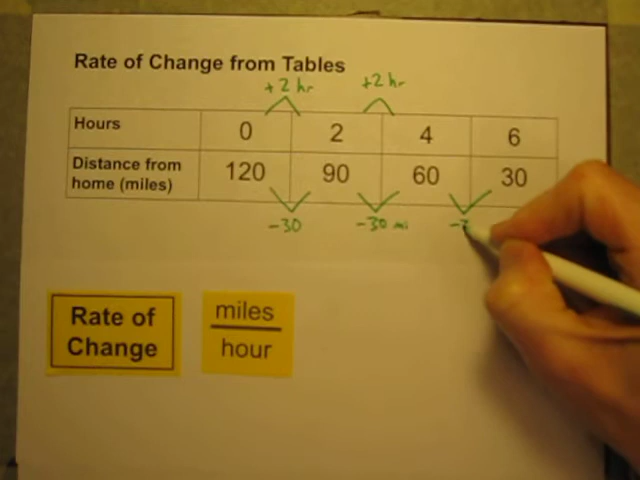 Rate of Change from Tables
+2 hr +2 hr
Hours 0 2 4 6
Distance from home (miles) 120 90 60 30
-30 -30 mi
Rate of
Change
miles
hour